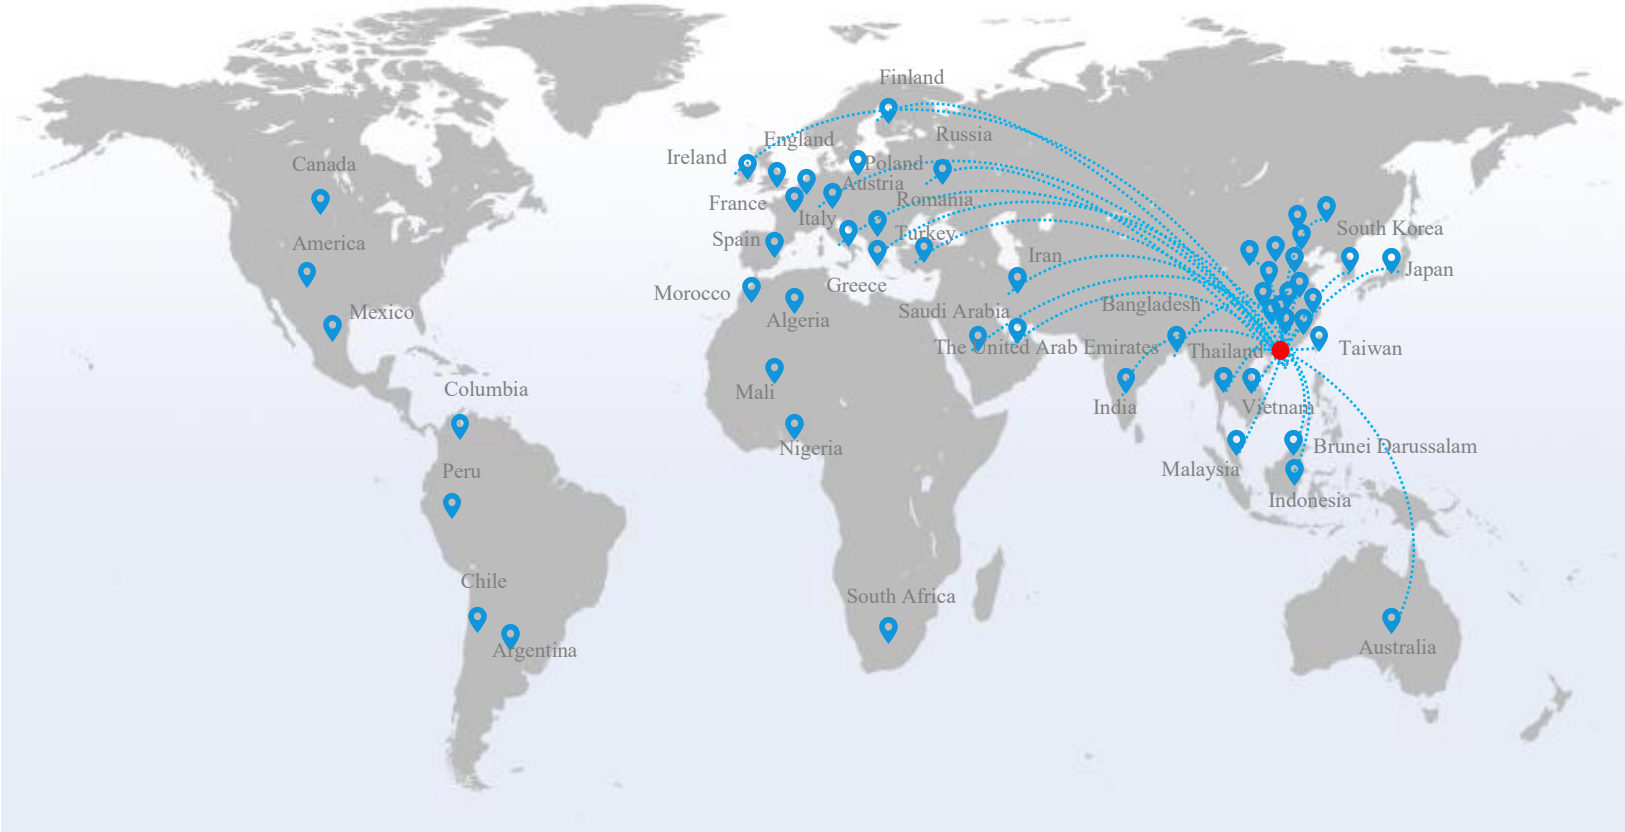 Finland
Russia
England
Ireland
Poland
Canada
Austria
France
Romania
Italy
South Korea
Turkey
Spain
America
Iran
Japan
Greece
Morocco
Saudi Arabia
Bangladesh
Mexico
Algeria
The United Arab Emirates
Thailand
Taiwan
Columbia
Mali
India
Vietnam
Nigeria
Brunei Darussalam
Peru
Malaysia
Indonesia
Chile
South Africa
Argentina
Australia